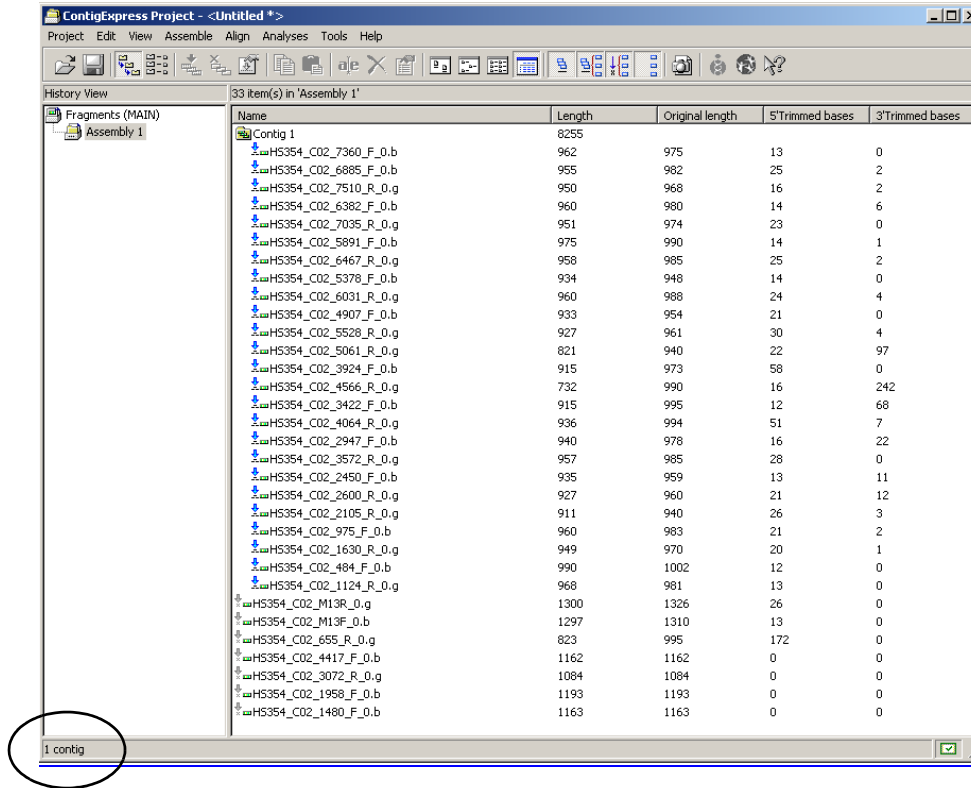 ContigExpress Project - <Untitled *>
Project Edit View Assemble Align Analyses Tools Help
History View 33 item(s) in 'Assembly 1'
Fragments (MAIN)
Assembly 1
Name Length Original length 5'Trimmed bases 3'Trimmed bases
Contig 1 8255
HS354_C02_7360_F_0.b 962 975 13 0
HS354_C02_6885_F_0.b 955 982 25 2
HS354_C02_7510_R_0.g 950 968 16 2
HS354_C02_6382_F_0.b 960 980 14 6
HS354_C02_7035_R_0.g 951 974 23 0
HS354_C02_5891_F_0.b 975 990 14 1
HS354_C02_6467_R_0.g 958 985 25 2
HS354_C02_5378_F_0.b 934 948 14 0
HS354_C02_6031_R_0.g 960 988 24 4
HS354_C02_4907_F_0.b 933 954 21 0
HS354_C02_5528_R_0.g 927 961 30 4
HS354_C02_5061_R_0.g 821 940 22 97
HS354_C02_3924_F_0.b 915 973 58 0
HS354_C02_4566_R_0.g 732 990 16 242
HS354_C02_3422_F_0.b 915 995 12 68
HS354_C02_4064_R_0.g 936 994 51 7
HS354_C02_2947_F_0.b 940 978 16 22
HS354_C02_3572_R_0.g 957 985 28 0
HS354_C02_2450_F_0.b 935 959 13 11
HS354_C02_2600_R_0.g 927 960 21 12
HS354_C02_2105_R_0.g 911 940 26 3
HS354_C02_975_F_0.b 960 983 21 2
HS354_C02_1630_R_0.g 949 970 20 1
HS354_C02_484_F_0.b 990 1002 12 0
HS354_C02_1124_R_0.g 968 981 13 0
HS354_C02_M13R_0.g 1300 1326 26 0
HS354_C02_M13F_0.b 1297 1310 13 0
HS354_C02_655_R_0.g 823 995 172 0
HS354_C02_4417_F_0.b 1162 1162 0 0
HS354_C02_3072_R_0.g 1084 1084 0 0
HS354_C02_1958_F_0.b 1193 1193 0 0
HS354_C02_1480_F_0.b 1163 1163 0 0
1 contig